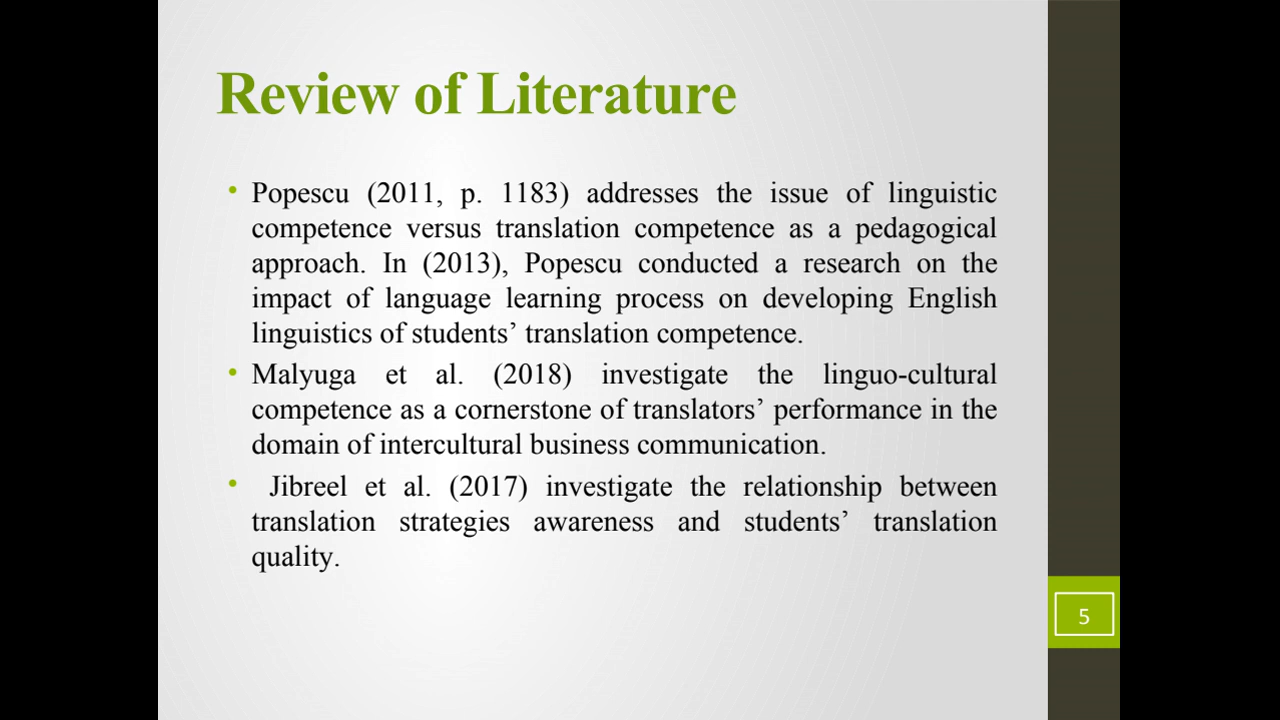 Review of Literature
• Popescu (2011, p. 1183) addresses the issue of linguistic
competence versus translation competence as a pedagogical
approach. In (2013), Popescu conducted a research on the
impact of language learning process on developing English
linguistics of students’ translation competence.
• Malyuga et al. (2018) investigate the linguo-cultural
competence as a cornerstone of translators’ performance in the
domain of intercultural business communication.
• Jibreel et al. (2017) investigate the relationship between
translation strategies awareness and students’ translation
quality.
5